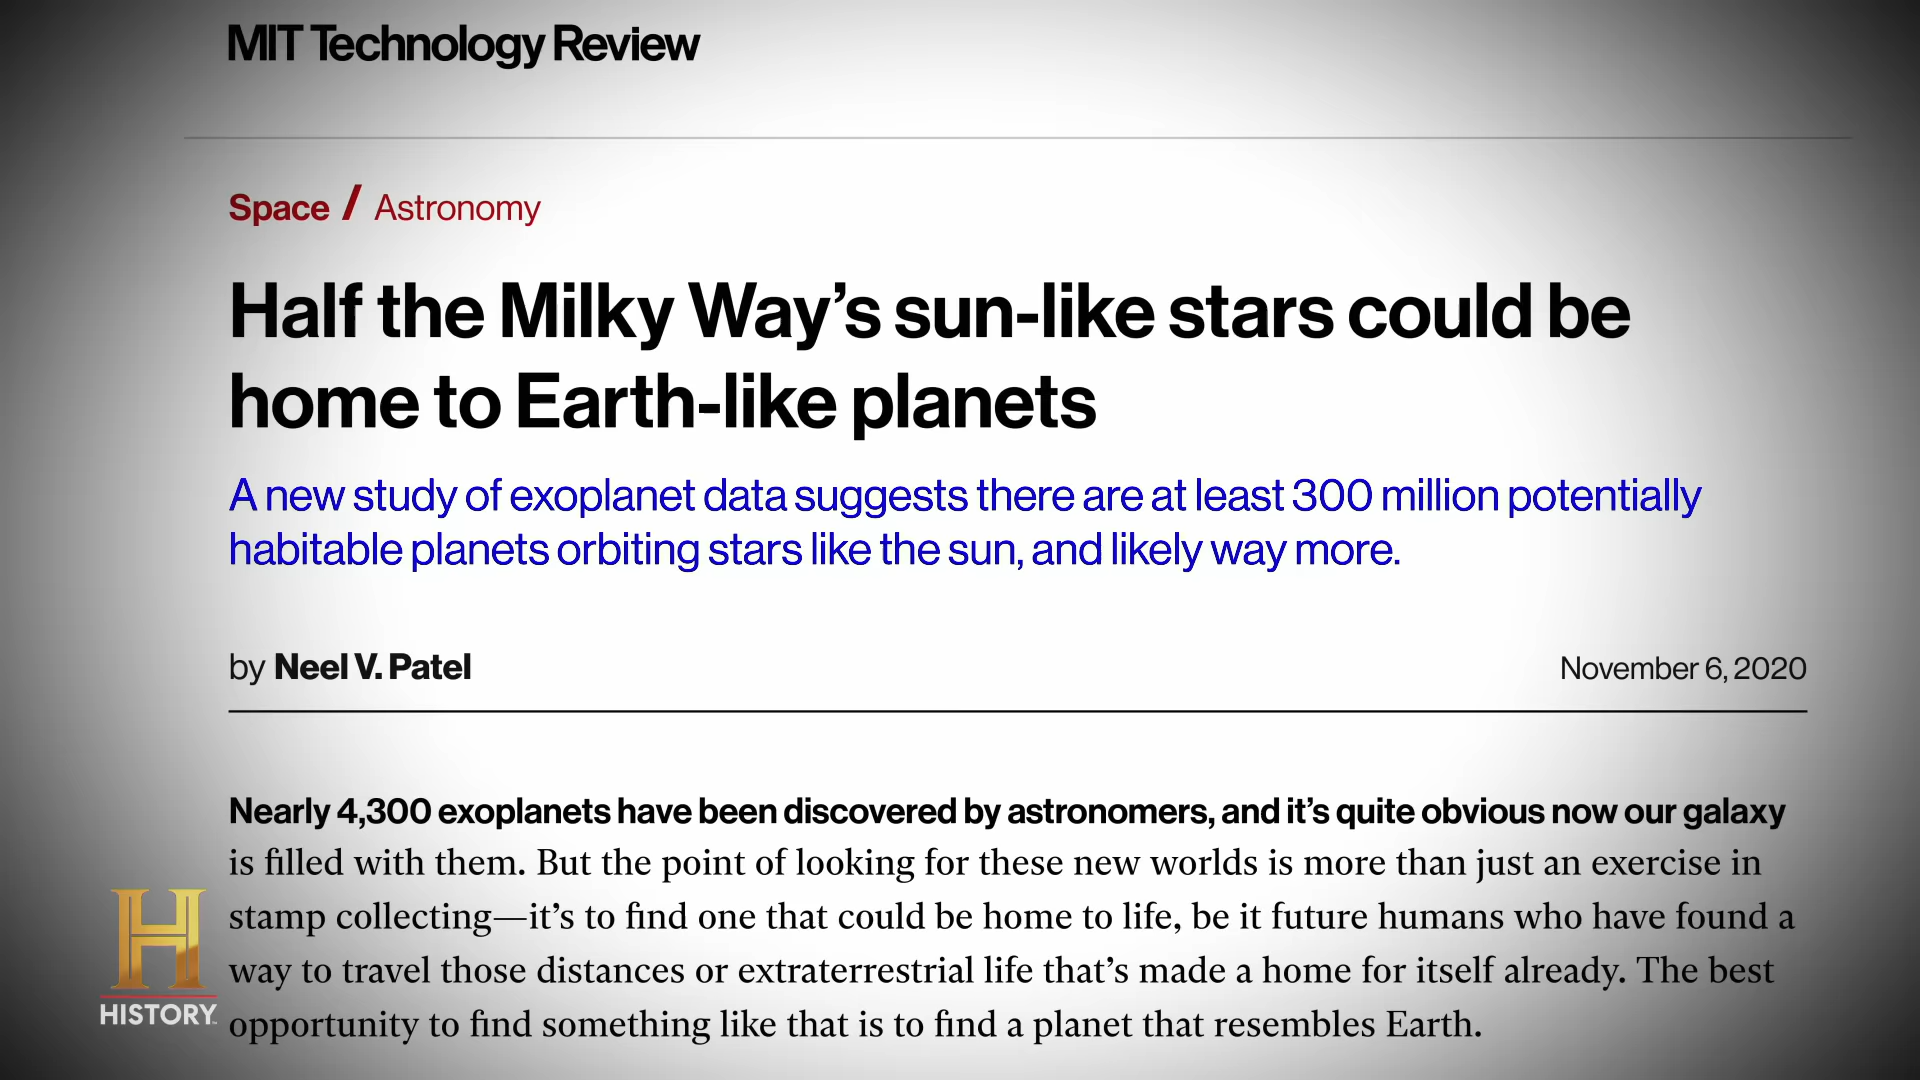 MIT Technology Review
Space / Astronomy
Half the Milky Way’s sun-like stars could be
home to Earth-like planets
A new study of exoplanet data suggests there are at least 300 million potentially
habitable planets orbiting stars like the sun, and likely way more.
by Neel V. Patel
November 6, 2020
Nearly 4,300 exoplanets have been discovered by astronomers, and it’s quite obvious now our galaxy
is filled with them. But the point of looking for these new worlds is more than just an exercise in
stamp collecting—it’s to find one that could be home to life, be it future humans who have found a
way to travel those distances or extraterrestrial life that’s made a home for itself already. The best
opportunity to find something like that is to find a planet that resembles Earth.
H
HISTORY